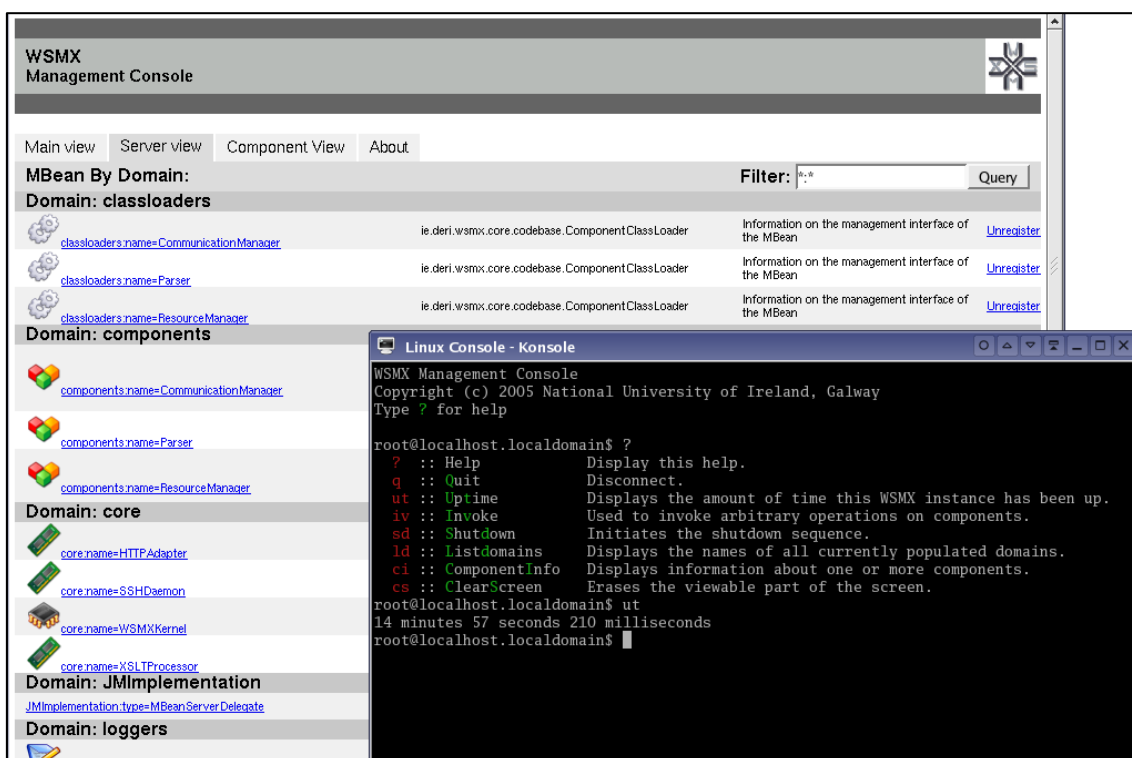 WSMX
Management Console
Main view Server view Component View About
MBean By Domain: Filter: *:* Query
Domain: classloaders
classloaders:name=CommunicationManager ie.deri.wsmx.core.codebase.ComponentClassLoader Information on the management interface of the MBean Unregister
classloaders:name=Parser ie.deri.wsmx.core.codebase.ComponentClassLoader Information on the management interface of the MBean Unregister
classloaders:name=ResourceManager ie.deri.wsmx.core.codebase.ComponentClassLoader Information on the management interface of the MBean Unregister
Domain: components
components:name=CommunicationManager
components:name=Parser
components:name=ResourceManager
Domain: core
core:name=HTTPAdapter
core:name=SSHDaemon
core:name=WSMXKernel
core:name=XSLTProcessor
Domain: JMImplementation
JMImplementation:type=MBeanServerDelegate
Domain: loggers
Linux Console - Konsole
WSMX Management Console
Copyright (c) 2005 National University of Ireland, Galway
Type ? for help
root@localhost.localdomain$ ?
? :: Help Display this help.
q :: Quit Disconnect.
ut :: Uptime Displays the amount of time this WSMX instance has been up.
iv :: Invoke Used to invoke arbitrary operations on components.
sd :: Shutdown Initiates the shutdown sequence.
ld :: Listdomains Displays the names of all currently populated domains.
ci :: ComponentInfo Displays information about one or more components.
cs :: ClearScreen Erases the viewable part of the screen.
root@localhost.localdomain$ ut
14 minutes 57 seconds 210 milliseconds
root@localhost.localdomain$